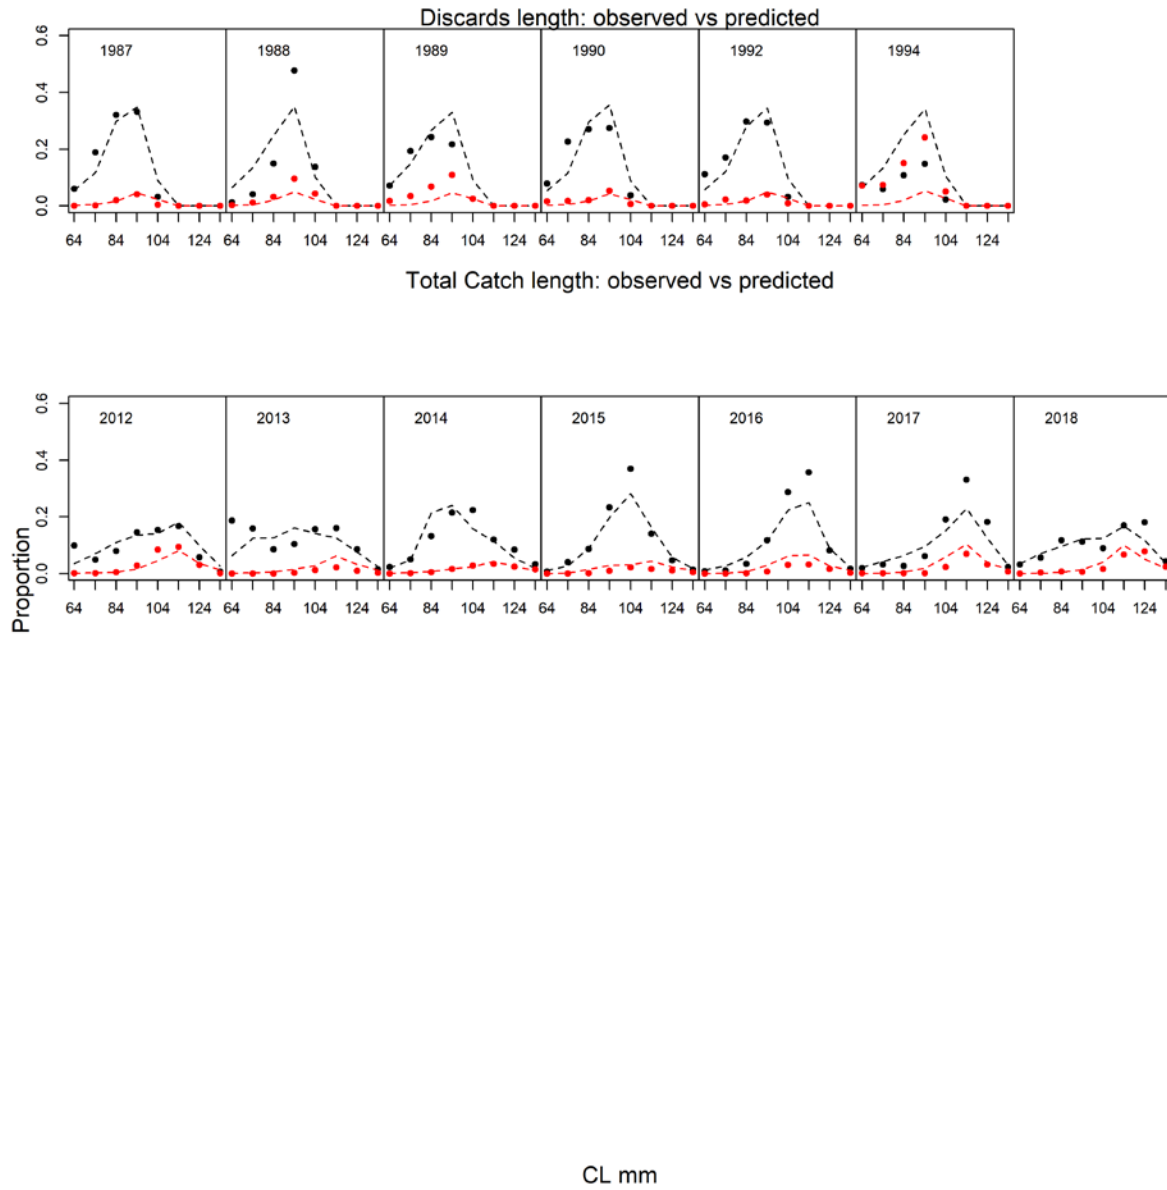 Discards length: observed vs predicted
1987 1988 1989 1990 1992 1994
0.6
0.4
0.2
0.0
64 84 104 124 64 84 104 64 84 104 124 64 84 104 64 84 104 124 64 84 104 124
Total Catch length: observed vs predicted
2012 2013 2014 2015 2016 2017 2018
0.6
0.4
0.2
0.0
64 84 104 124 64 84 104 64 84 104 124 64 84 104 64 84 104 124 64 84 104 124 64 84 104 124
Proportion
CL mm